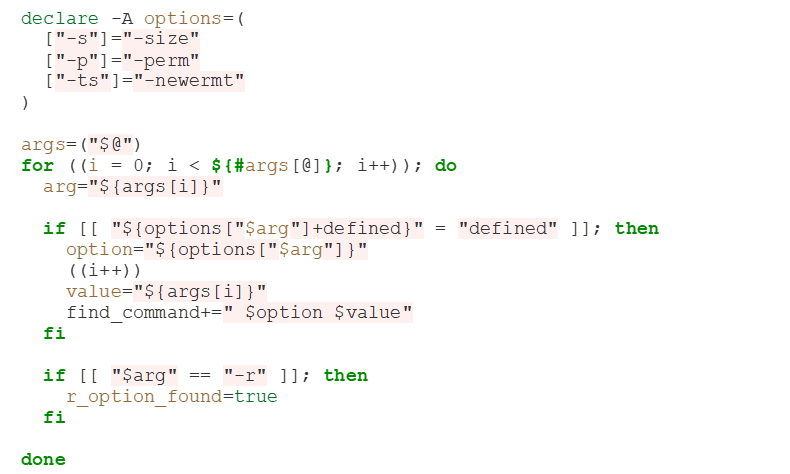 declare -A options=(
  ["-s"]="-size"
  ["-p"]="-perm"
  ["-ts"]="-newermt"
)

args=("$@")
for ((i = 0; i < ${#args[@]}; i++)); do
  arg="${args[i]}"

  if [[ "${options["$arg"]+defined}" = "defined" ]]; then
    option="${options["$arg"]}"
    ((i++))
    value="${args[i]}"
    find_command+=" $option $value"
  fi

  if [[ "$arg" == "-r" ]]; then
    r_option_found=true
  fi

done